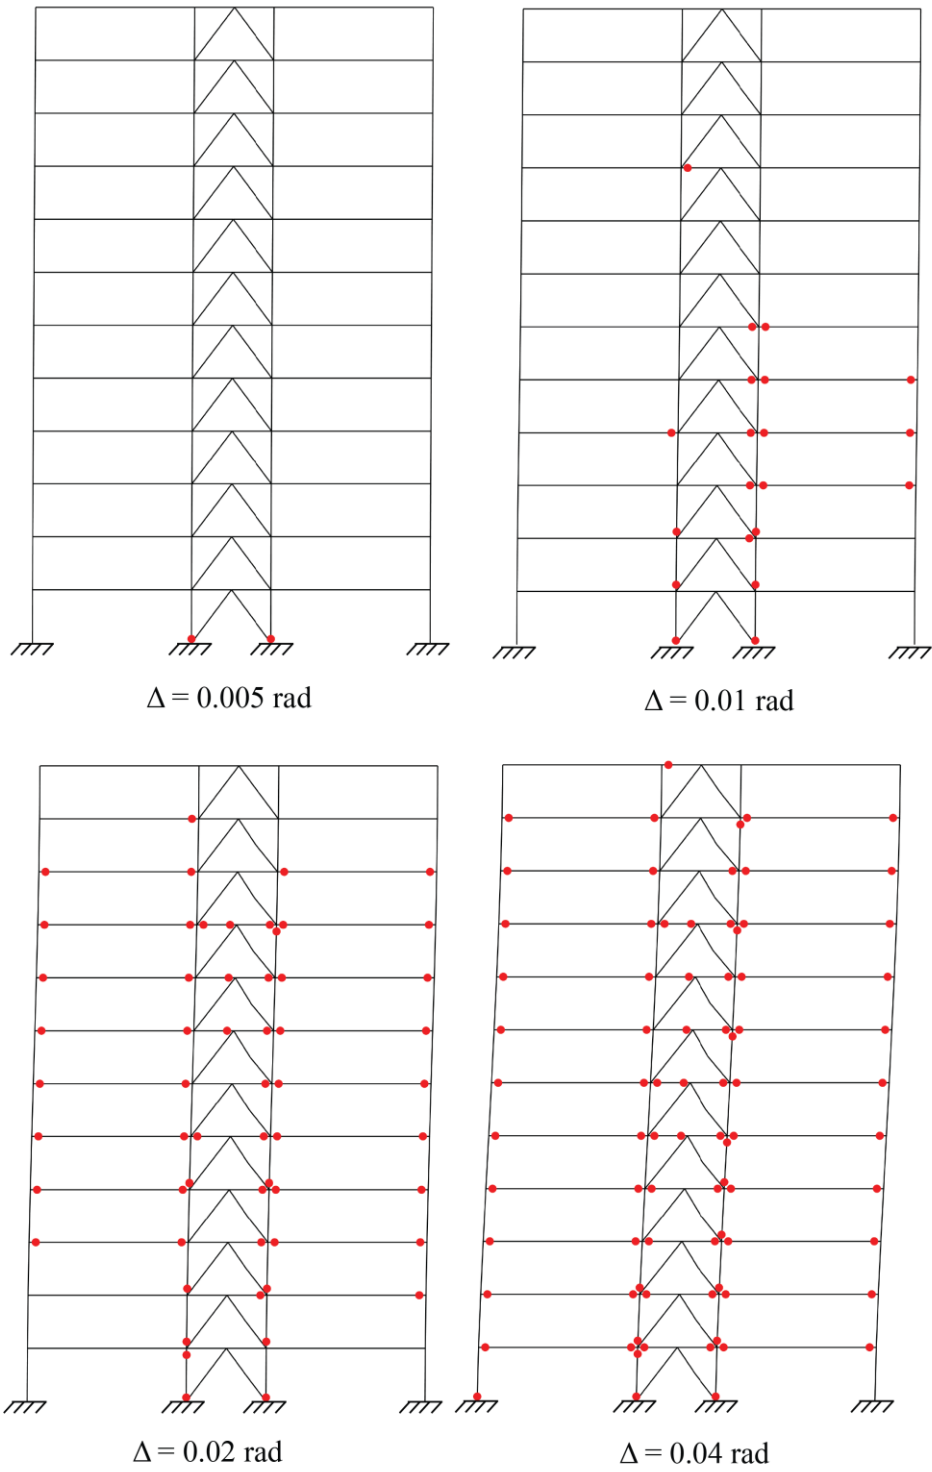 Δ = 0.005 rad
Δ = 0.01 rad
Δ = 0.02 rad
Δ = 0.04 rad